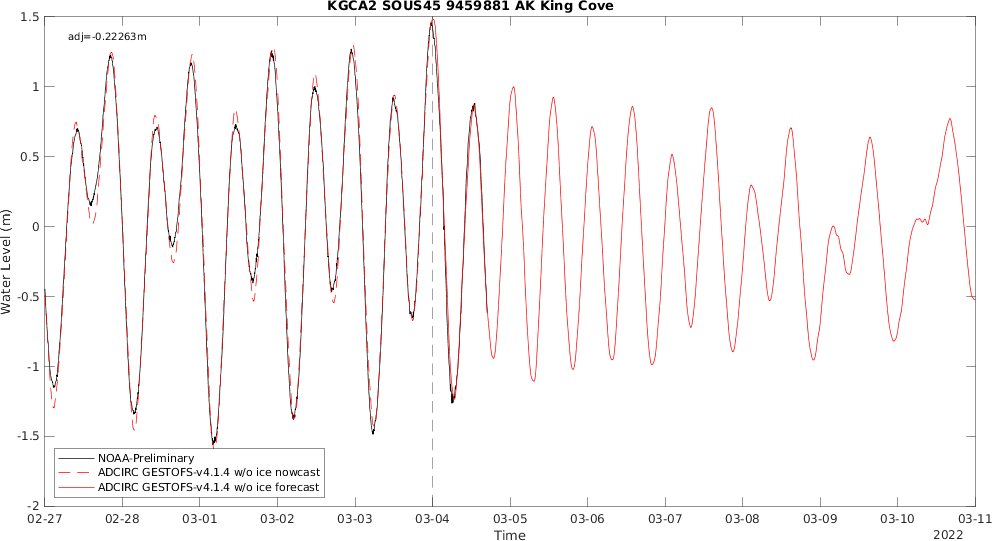 KGCA2 SOUS45 9459881 AK King Cove
adj=-0.22263m
Water Level (m)
1.5
1
0.5
0
-0.5
-1
-1.5
-2
NOAA-Preliminary
ADCIRC GESTOFS-v4.1.4 w/o ice nowcast
ADCIRC GESTOFS-v4.1.4 w/o ice forecast
02-27 02-28 03-01 03-02 03-03 03-04 03-05 03-06 03-07 03-08 03-09 03-10 03-11
Time
2022